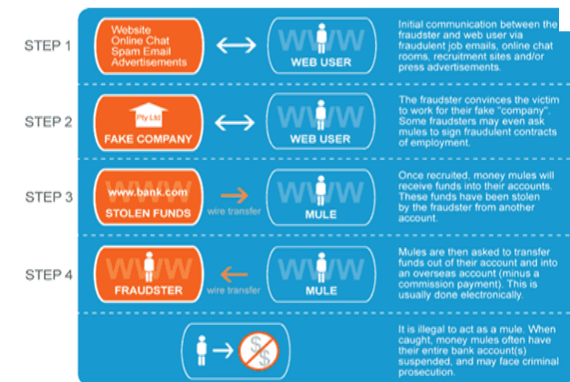 STEP 1
Website
Online Chat
Spam Email
Advertisements
WWW
WEB USER
Initial communication between the
fraudster and web user via
fraudulent job emails, online chat
rooms, recruitment sites and/or
press advertisements.
STEP 2
Pty Ltd
FAKE COMPANY
WWW
WEB USER
The fraudster convinces the victim
to work for their fake "company".
Some fraudsters may even ask
mules to sign fraudulent contracts
of employment.
STEP 3
WWW
www.bank.com
STOLEN FUNDS
wire transfer
WWW
MULE
Once recruited, money mules will
receive funds into their accounts.
These funds have been stolen
by the fraudster from another
account.
STEP 4
WWW
FRAUDSTER
wire transfer
WWW
MULE
Mules are then asked to transfer
funds out of their account and into
an overseas account (minus a
commission payment). This is
usually done electronically.
$$$
It is illegal to act as a mule. When
caught, money mules often have
their entire bank account(s)
suspended, and may face criminal
prosecution.